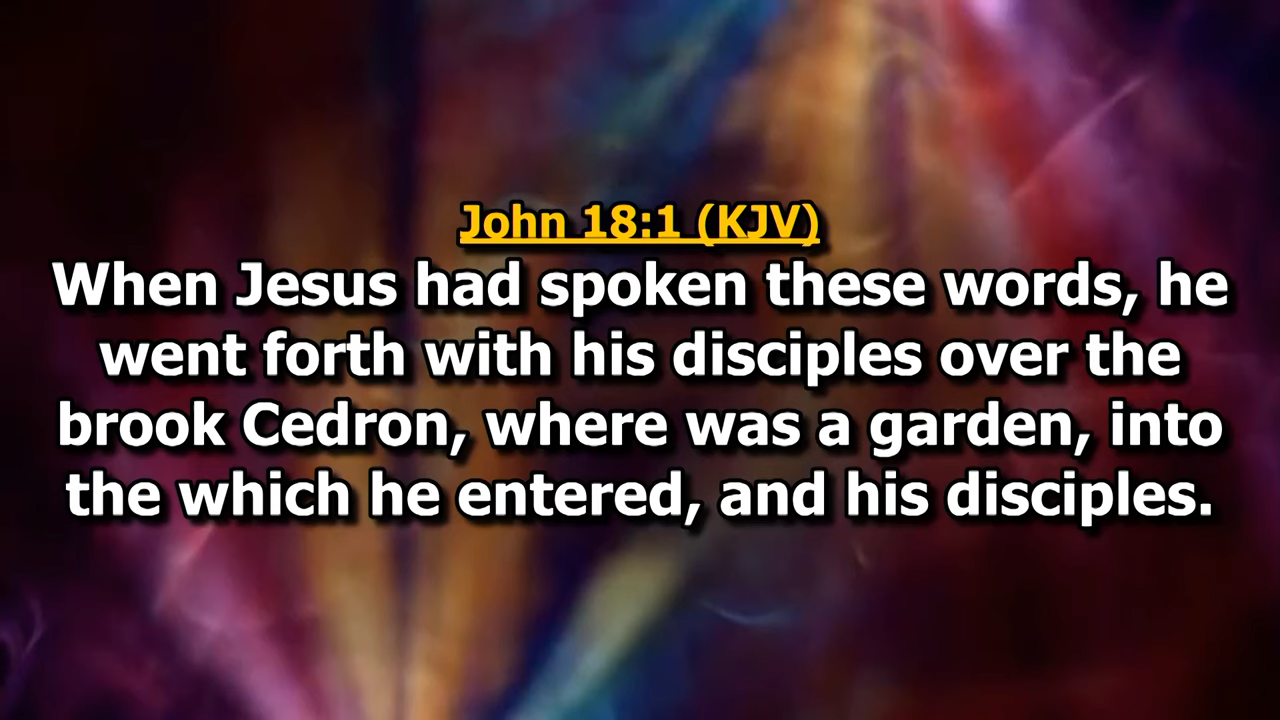 John 18:1 (KJV)
When Jesus had spoken these words, he
went forth with his disciples over the
brook Cedron, where was a garden, into
the which he entered, and his disciples.